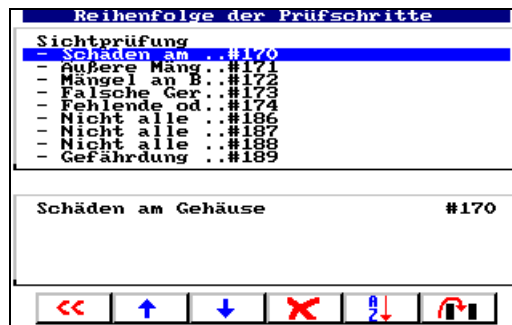 Reihenfolge der Prüfschritte
Sichtprüfung
- Schäden am ..#170
- Äußere Mäng..#171
- Mängel an B..#172
- Falsche Ger..#173
- Fehlende od..#174
- Nicht alle ..#186
- Nicht alle ..#187
- Nicht alle ..#188
- Gefährdung ..#189
Schäden am Gehäuse #170
<< A Z